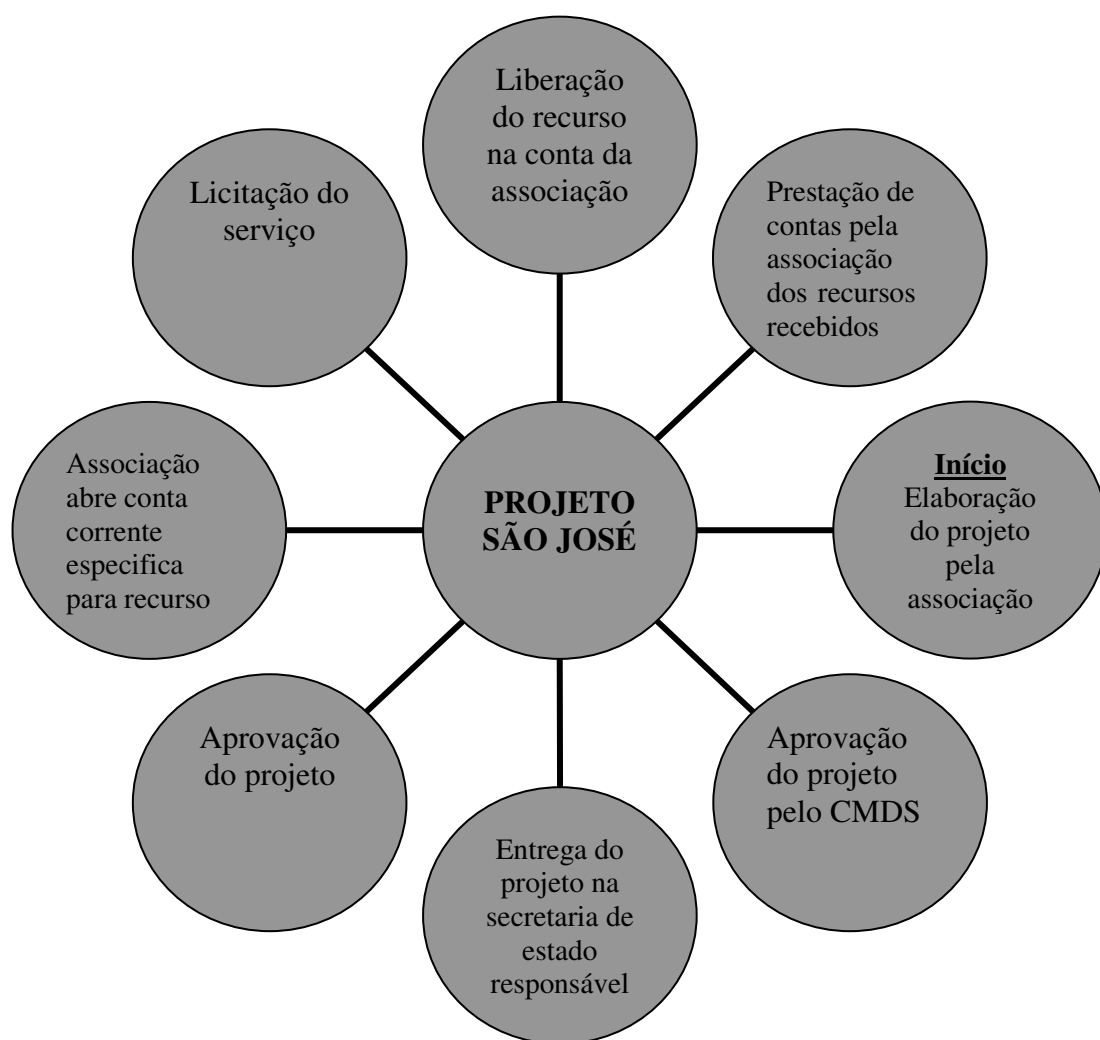 Liberação
do recurso
na conta da
associação
Licitação do
serviço
Prestação de
contas pela
associação
dos recursos
recebidos
Associação
abre conta
corrente
especifica
para recurso
PROJETO
SÃO JOSÉ
Início
Elaboração
do projeto
pela
associação
Aprovação
do projeto
Aprovação
do projeto
pelo CMDS
Entrega do
projeto na
secretaria de
estado
responsável